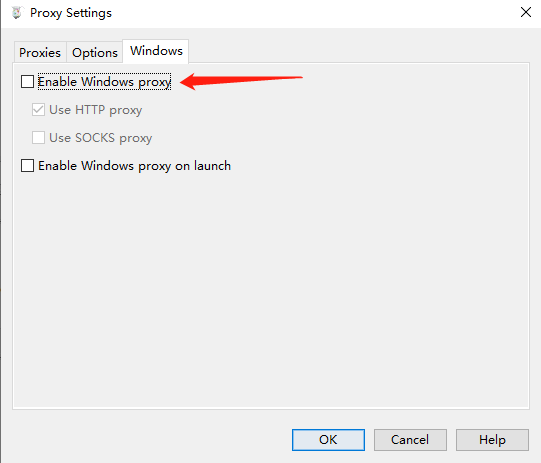 Proxy Settings
Proxies Options Windows
Enable Windows proxy
Use HTTP proxy
Use SOCKS proxy
Enable Windows proxy on launch
OK Cancel Help